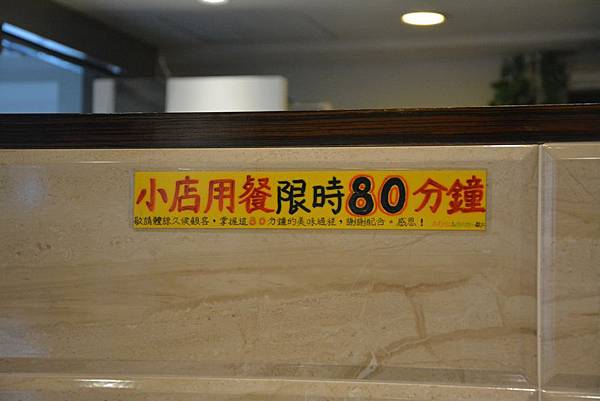 小店用餐限時80分鐘
敬請體諒久候顧客，掌握這80分鐘的美味過程，謝謝配合。感恩！